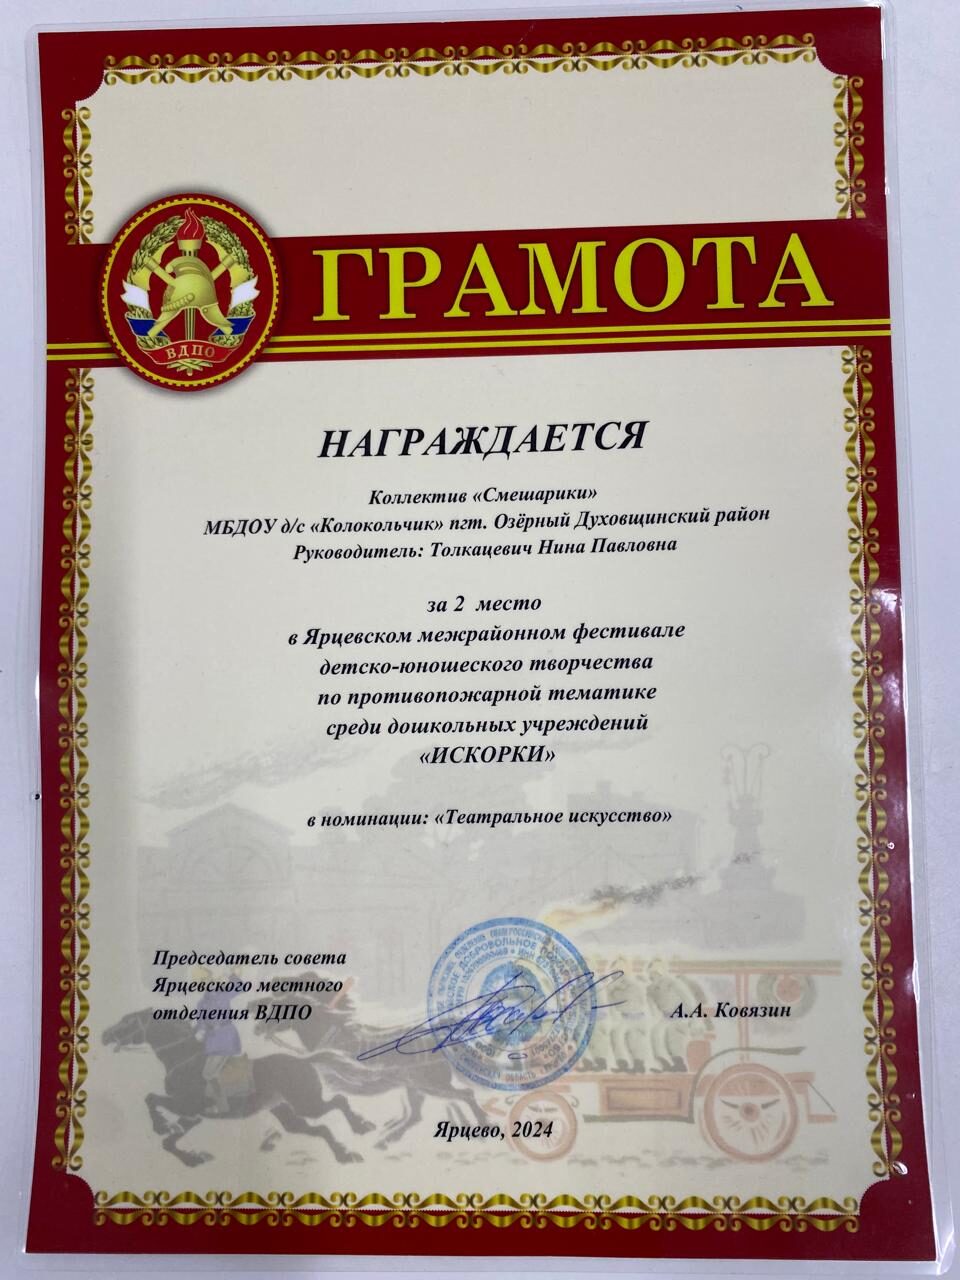 ГРАМОТА
ВДПО
НАГРАЖДАЕТСЯ
Коллектив «Смешарики»
МБДОУ д/с «Колокольчик» пгт. Озёрный Духовщинский район
Руководитель: Толкацевич Нина Павловна
за 2 место
в Ярцевском межрайонном фестивале
детско-юношеского творчества
по противопожарной тематике
среди дошкольных учреждений
«ИСКОРКИ»
в номинации: «Театральное искусство»
Председатель совета
Ярцевского местного
отделения ВДПО
А.А. Ковязин
Ярцево, 2024